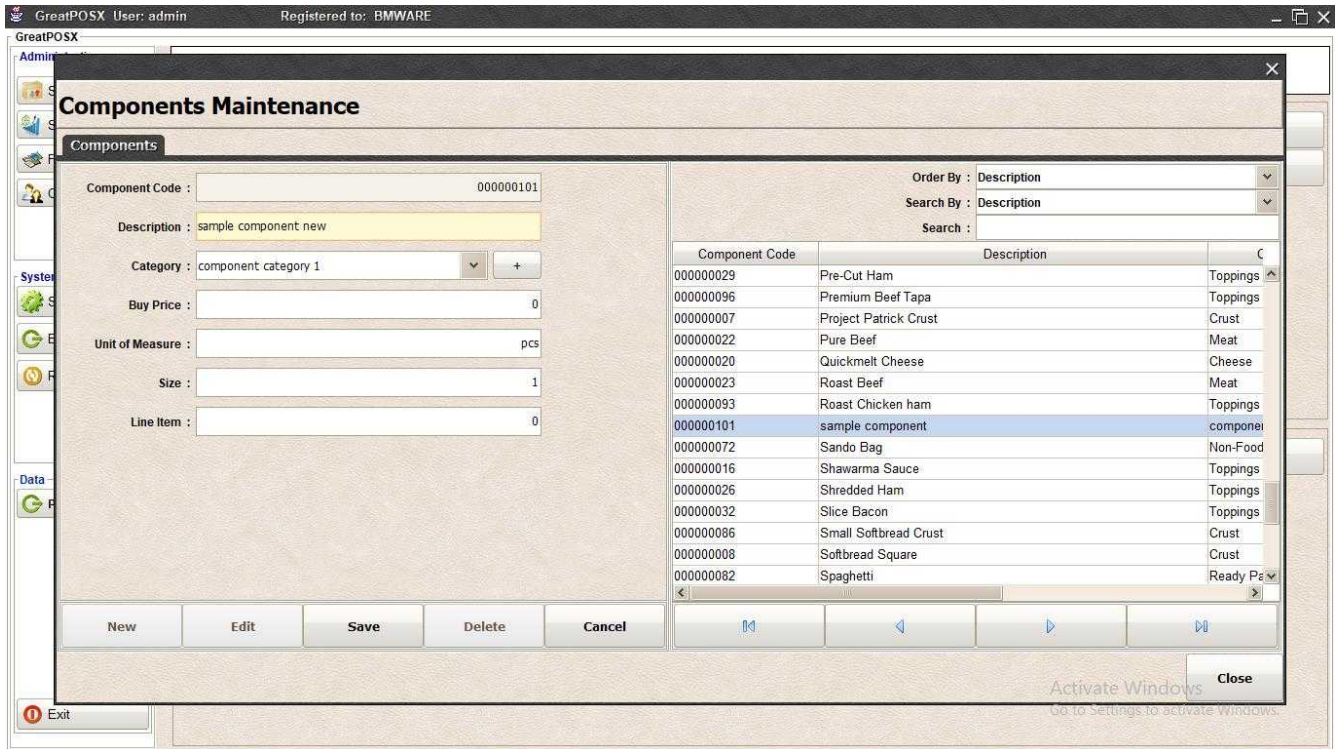 GreatPOSX User: admin Registered to: BMWARE
GreatPOSX
Components Maintenance
Components
Component Code : 000000101
Description : sample component new
Category : component category 1 +
Buy Price : 0
Unit of Measure : pcs
Size : 1
Line Item : 0
New Edit Save Delete Cancel
Order By : Description
Search By : Description
Search :
Component Code Description
000000029 Pre-Cut Ham Toppings
000000096 Premium Beef Tapa Toppings
000000007 Project Patrick Crust Crust
000000022 Pure Beef Meat
000000020 Quickmelt Cheese Cheese
000000023 Roast Beef Meat
000000093 Roast Chicken ham Toppings
000000101 sample component
000000072 Sando Bag Non-Food
000000016 Shawarma Sauce Toppings
000000026 Shredded Ham Toppings
000000032 Slice Bacon Toppings
000000086 Small Softbread Crust Crust
000000008 Softbread Square Crust
000000082 Spaghetti Ready
Close
Data
Exit
Activate Windows
Go to Settings to activate Windows.